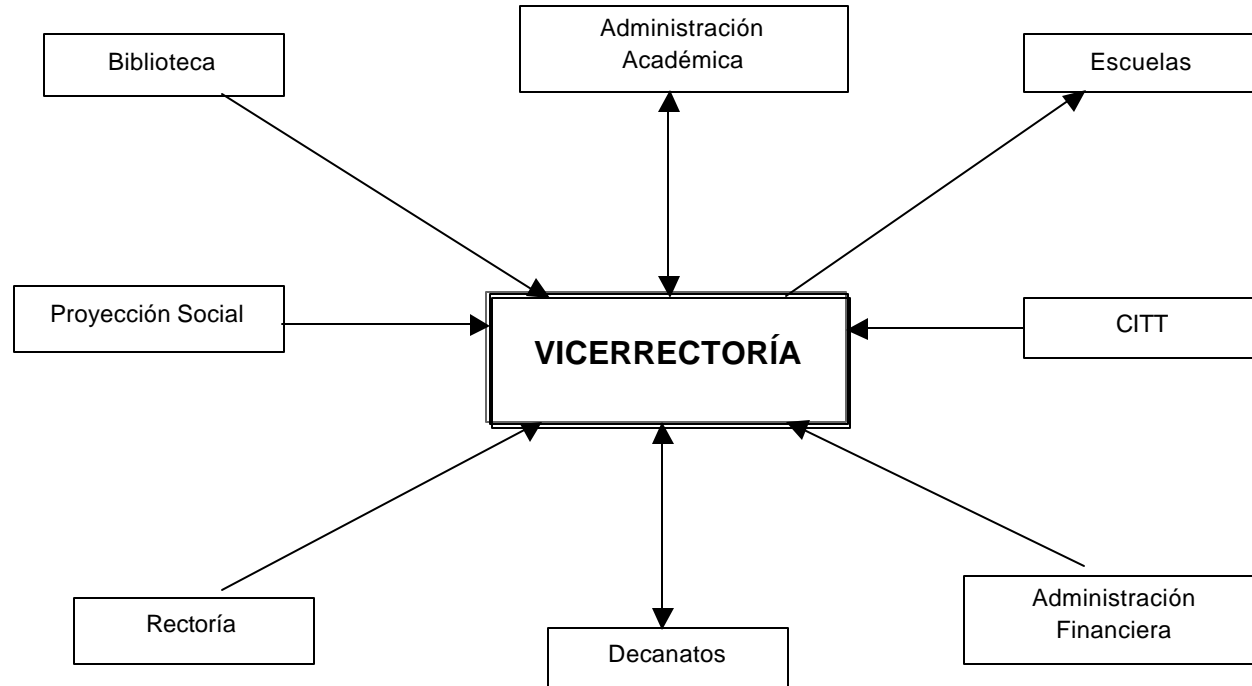 Biblioteca
Administración
Académica
Escuelas
Proyección Social
VICERRECTORÍA
CITT
Rectoría
Decanatos
Administración
Financiera